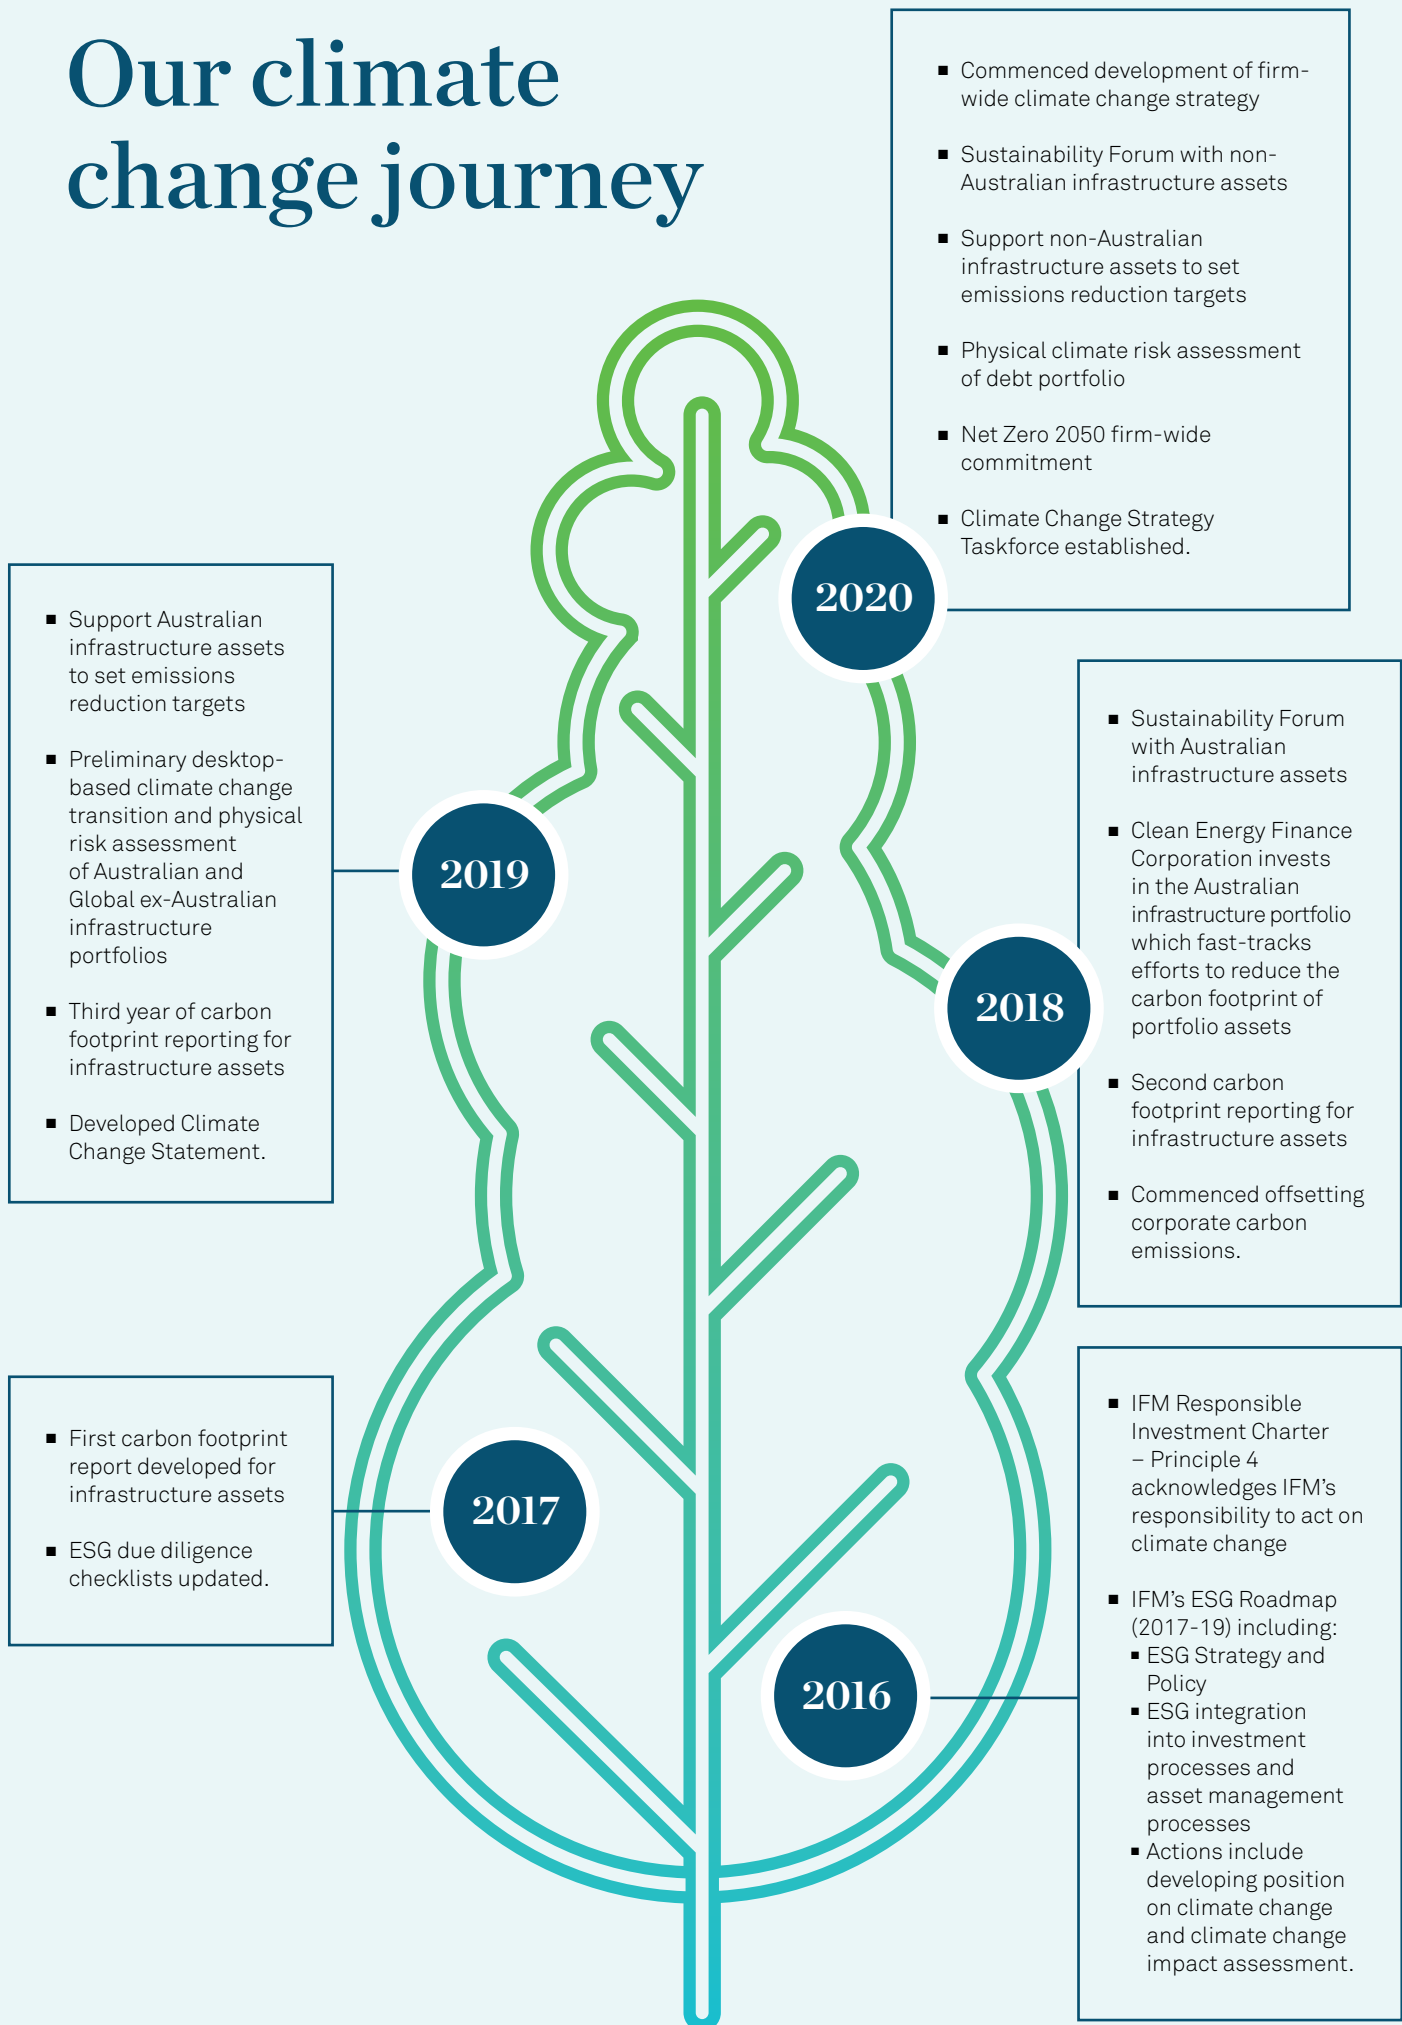 Our climate
change journey
■ Commenced development of firm-
wide climate change strategy
■ Sustainability Forum with non-
Australian infrastructure assets
■ Support non-Australian
infrastructure assets to set
emissions reduction targets
■ Physical climate risk assessment
of debt portfolio
■ Net Zero 2050 firm-wide
commitment
■ Climate Change Strategy
Taskforce established.
2020
■ Support Australian
infrastructure assets
to set emissions
reduction targets
■ Preliminary desktop-
based climate change
transition and physical
risk assessment
of Australian and
Global ex-Australian
infrastructure
portfolios
■ Third year of carbon
footprint reporting for
infrastructure assets
■ Developed Climate
Change Statement.
2019
■ Sustainability Forum
with Australian
infrastructure assets
■ Clean Energy Finance
Corporation invests
in the Australian
infrastructure portfolio
which fast-tracks
efforts to reduce the
carbon footprint of
portfolio assets
■ Second carbon
footprint reporting for
infrastructure assets
■ Commenced offsetting
corporate carbon
emissions.
2018
■ First carbon footprint
report developed for
infrastructure assets
■ ESG due diligence
checklists updated.
2017
■ IFM Responsible
Investment Charter
– Principle 4
acknowledges IFM’s
responsibility to act on
climate change
■ IFM’s ESG Roadmap
(2017-19) including:
■ ESG Strategy and
Policy
■ ESG integration
into investment
processes and
asset management
processes
■ Actions include
developing position
on climate change
and climate change
impact assessment.
2016